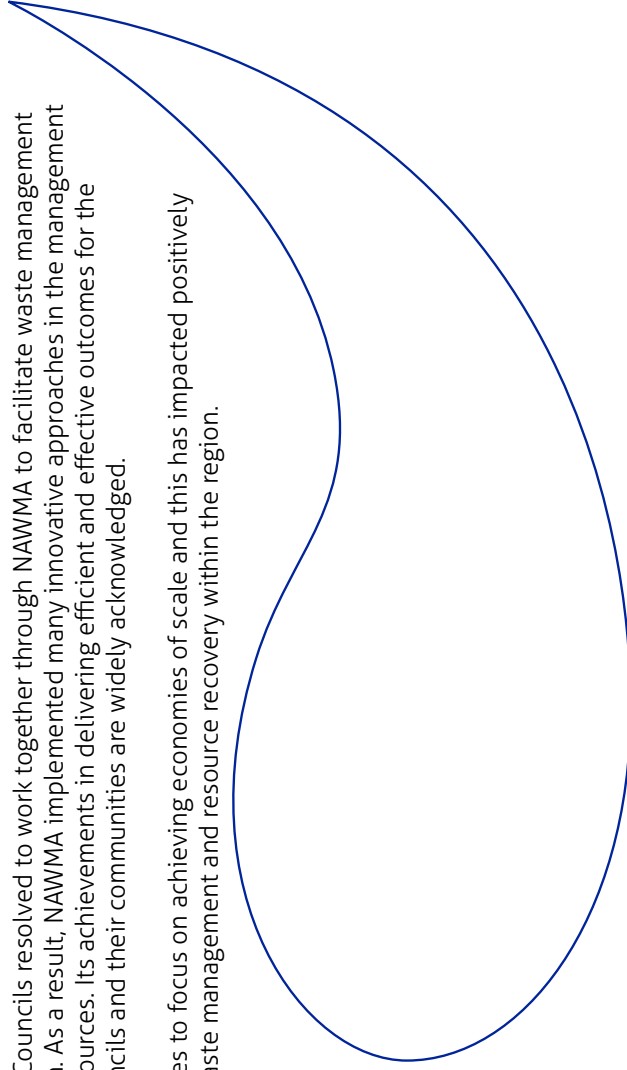 Councils resolved to work together through NAWMA to facilitate waste management
. As a result, NAWMA implemented many innovative approaches in the management
ources. Its achievements in delivering efficient and effective outcomes for the
ncils and their communities are widely acknowledged.
es to focus on achieving economies of scale and this has impacted positively
aste management and resource recovery within the region.